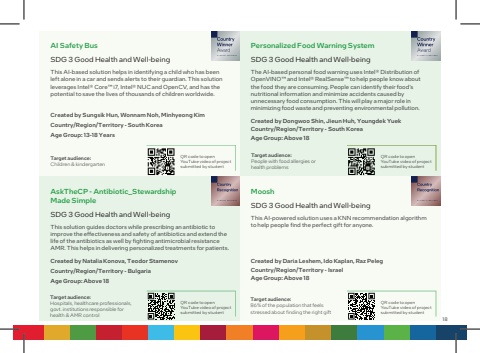 AI Safety Bus
SDG 3 Good Health and Well-being
This AI-based solution helps in identifying a child who has been
left alone in a car and sends alerts to their guardian. This solution
leverages Intel® Core™ i7, Intel® NUC and OpenCV, and has the
potential to save the lives of thousands of children worldwide.
Created by Sungsik Hun, Wonnam Noh, Minhyeong Kim
Country/Region/Territory - South Korea
Age Group: 13-18 Years
Target audience:
Children & kindergarten
QR code to open
YouTube video of project
submitted by student
Country
Winner
Award
Personalized Food Warning System
SDG 3 Good Health and Well-being
The AI-based personal food warning uses Intel® Distribution of
OpenVINO™ and Intel® RealSense™ to help people know about
the food they are consuming. People can identify their food's
nutritional information and minimize accidents caused by
unnecessary food consumption. This will play a major role in
minimizing food waste and preventing environmental pollution.
Created by Dongwoo Shin, Jieun Huh, Youngdek Yuek
Country/Region/Territory - South Korea
Age Group: Above 18
Target audience:
People with food allergies or
health problems
QR code to open
YouTube video of project
submitted by student
Country
Winner
Award
AskTheCP - Antibiotic_Stewardship
Made Simple
SDG 3 Good Health and Well-being
This solution guides doctors while prescribing an antibiotic to
improve the effectiveness and safety of antibiotics and extend the
life of the antibiotics as well by fighting antimicrobial resistance
AMR. This helps in delivering personalized treatments for patients.
Created by Natalia Konova, Teodor Stamenov
Country/Region/Territory - Bulgaria
Age Group: Above 18
Target audience:
Hospitals, healthcare professionals,
govt. institutions responsible for
health & AMR control
QR code to open
YouTube video of project
submitted by student
Country
Recognition
Moosh
SDG 3 Good Health and Well-being
This AI-powered solution uses a KNN recommendation algorithm
to help people find the perfect gift for anyone.
Created by Daria Leshem, Ido Kaplan, Raz Peleg
Country/Region/Territory - Israel
Age Group: Above 18
Target audience:
86% of the population that feels
stressed about finding the right gift
QR code to open
YouTube video of project
submitted by student
Country
Recognition